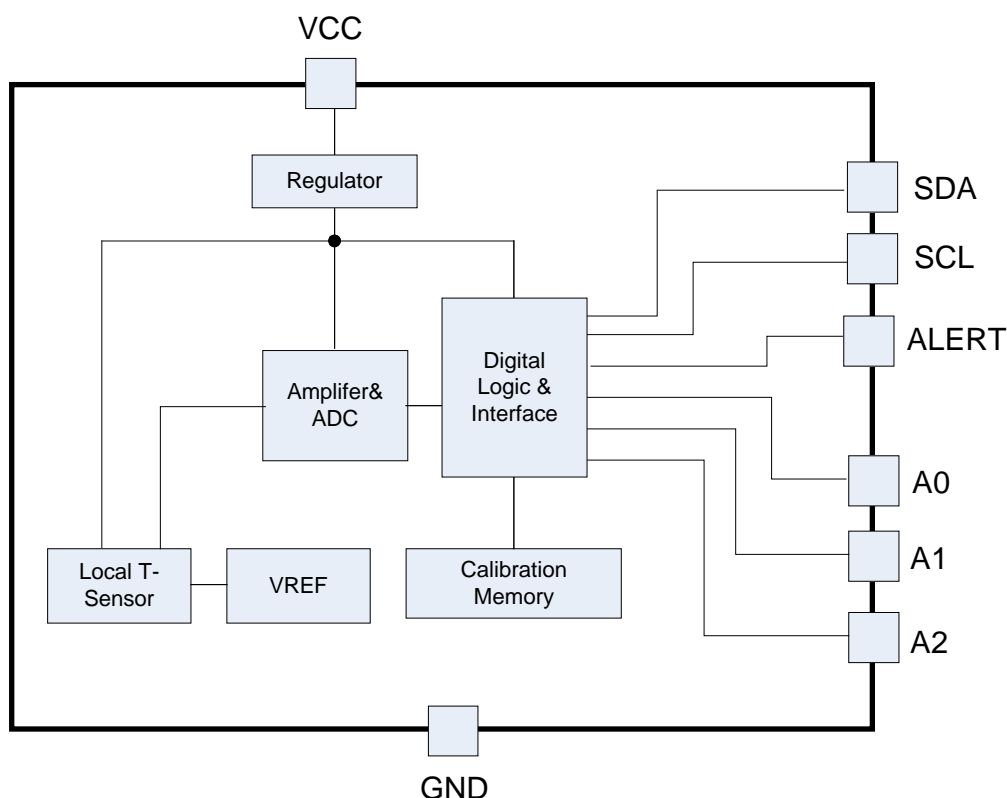 VCC
Regulator
SDA
SCL
ALERT
Amplifer&
ADC
Digital
Logic &
Interface
A0
A1
A2
Local T-
Sensor
VREF
Calibration
Memory
GND